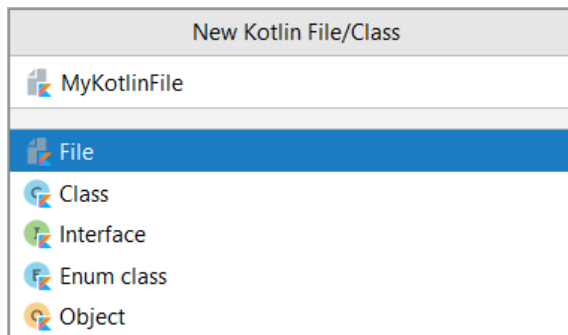 New Kotlin File/Class
MyKotlinFile
File
Class
Interface
Enum class
Object